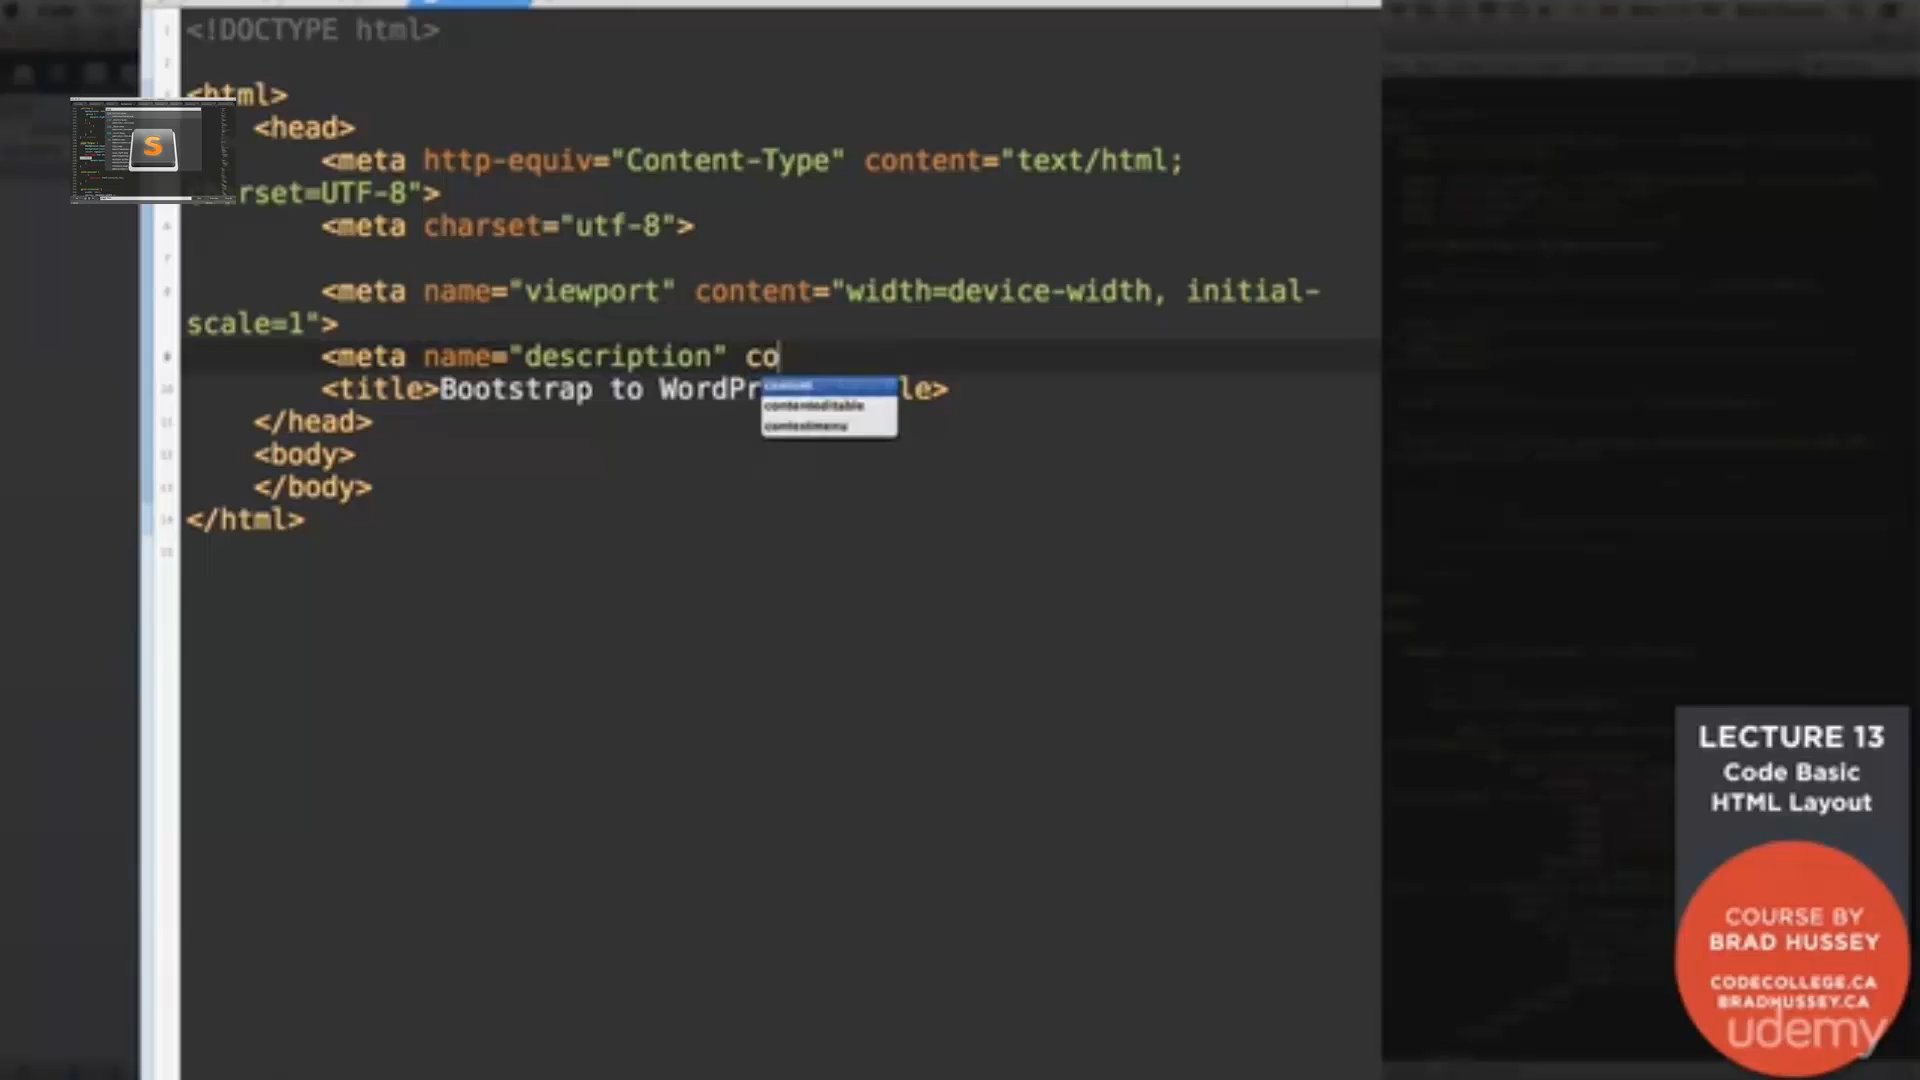 <!DOCTYPE html>
<html>
<head>
<meta http-equiv="Content-Type" content="text/html;
rset=UTF-8">
<meta charset="utf-8">
<meta name="viewport" content="width=device-width, initial-
scale=1">
<meta name="description" co
content
<title>Bootstrap to WordPr le>
contenteditable
contextmenu
</head>
<body>
</body>
</html>
S
LECTURE 13
Code Basic
HTML Layout
COURSE BY
BRAD HUSSEY
CODECOLLEGE.CA
BRADHUSSEY.CA
udemy